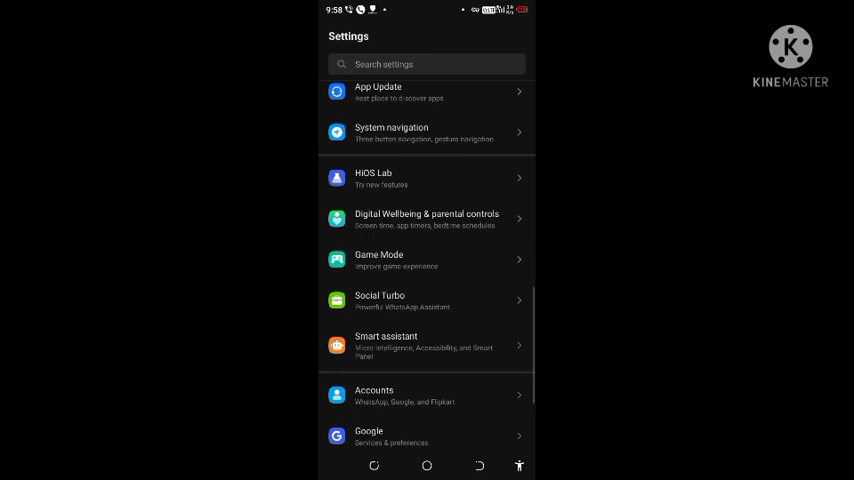 9:58
Settings
K
KINEMASTER
Search settings
App Update
Best place to discover apps
System navigation
Three button navigation, gesture navigation
HiOS Lab
Try new features
Digital Wellbeing & parental controls
Screen time, app timers, bedtime schedules
Game Mode
Improve game experience
Social Turbo
Powerful WhatsApp Assistant
Smart assistant
Micro Intelligence, Accessibility, and Smart
Panel
Accounts
WhatsApp, Google, and Flipkart
G
Google
Services & preferences